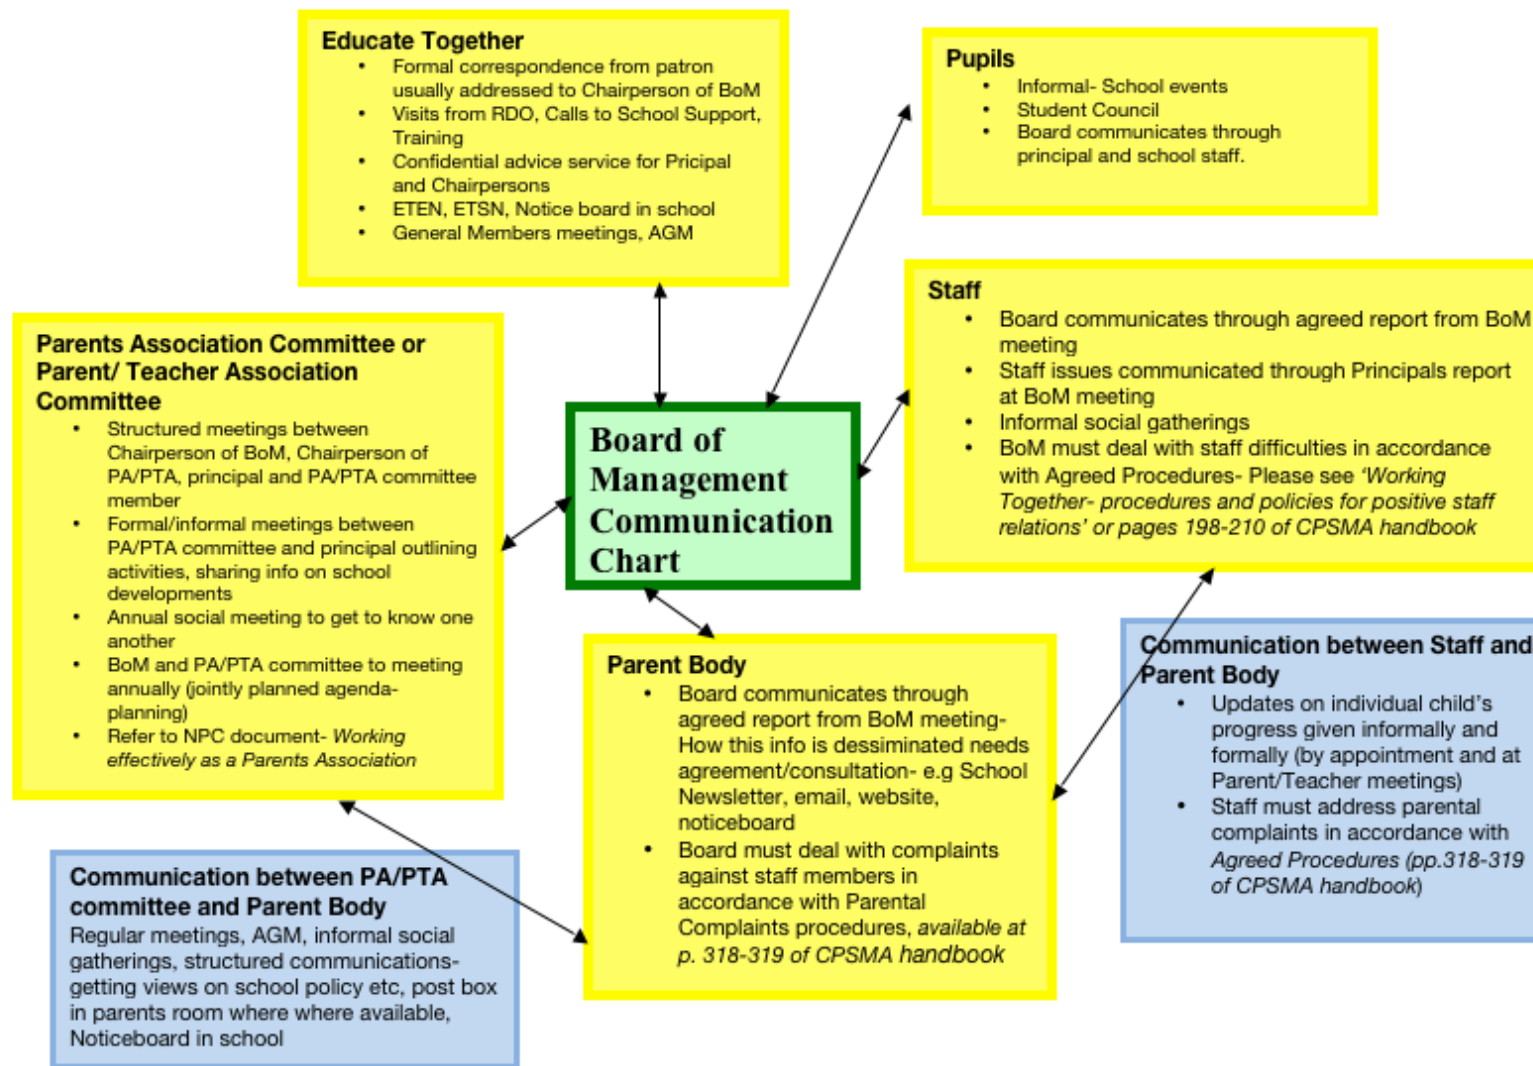 Educate Together
• Formal correspondence from patron
usually addressed to Chairperson of BoM
• Visits from RDO, Calls to School Support,
Training
• Confidential advice service for Pricipal
and Chairpersons
• ETEN, ETSN, Notice board in school
• General Members meetings, AGM
Pupils
• Informal- School events
• Student Council
• Board communicates through
principal and school staff.
Staff
• Board communicates through agreed report from BoM
meeting
• Staff issues communicated through Principals report
at BoM meeting
• Informal social gatherings
• BoM must deal with staff difficulties in accordance
with Agreed Procedures- Please see ‘Working
Together- procedures and policies for positive staff
relations’ or pages 198-210 of CPSMA handbook
Parents Association Committee or
Parent/ Teacher Association
Committee
• Structured meetings between
Chairperson of BoM, Chairperson of
PA/PTA, principal and PA/PTA committee
member
• Formal/informal meetings between
PA/PTA committee and principal outlining
activities, sharing info on school
developments
• Annual social meeting to get to know one
another
• BoM and PA/PTA committee to meeting
annually (jointly planned agenda-
planning)
• Refer to NPC document- Working
effectively as a Parents Association
Board of
Management
Communication
Chart
Parent Body
• Board communicates through
agreed report from BoM meeting-
How this info is dessiminated needs
agreement/consultation- e.g School
Newsletter, email, website,
noticeboard
• Board must deal with complaints
against staff members in
accordance with Parental
Complaints procedures, available at
p. 318-319 of CPSMA handbook
Communication between Staff and
Parent Body
• Updates on individual child’s
progress given informally and
formally (by appointment and at
Parent/Teacher meetings)
• Staff must address parental
complaints in accordance with
Agreed Procedures (pp.318-319
of CPSMA handbook)
Communication between PA/PTA
committee and Parent Body
Regular meetings, AGM, informal social
gatherings, structured communications-
getting views on school policy etc, post box
in parents room where where available,
Noticeboard in school